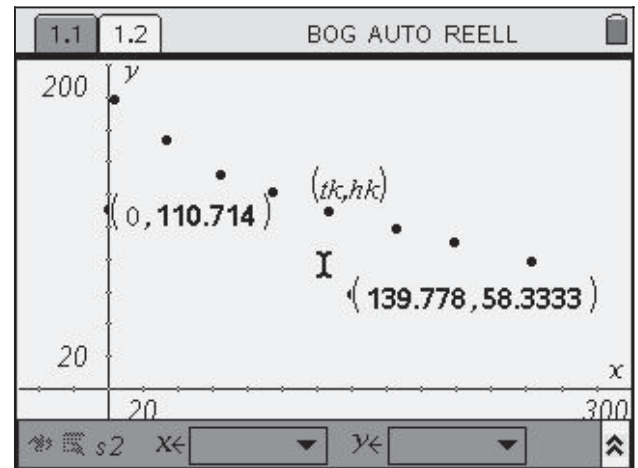 1.1 1.2 BOG AUTO REELL
200 y
(tk,hk)
(0,110.714)
(139.778,58.3333)
20
x
20 300
s2 x← y←